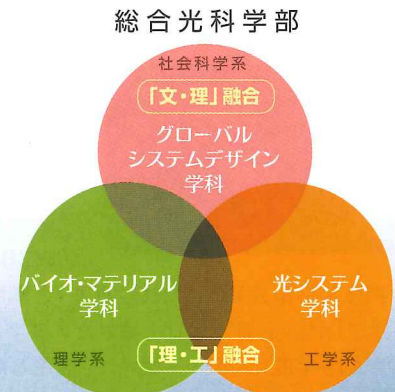 総合光科学部
社会科学系
「文・理」融合
グローバル
システムデザイン
学科
バイオ・マテリアル
学科
光システム
学科
理学系
「理・工」融合
工学系